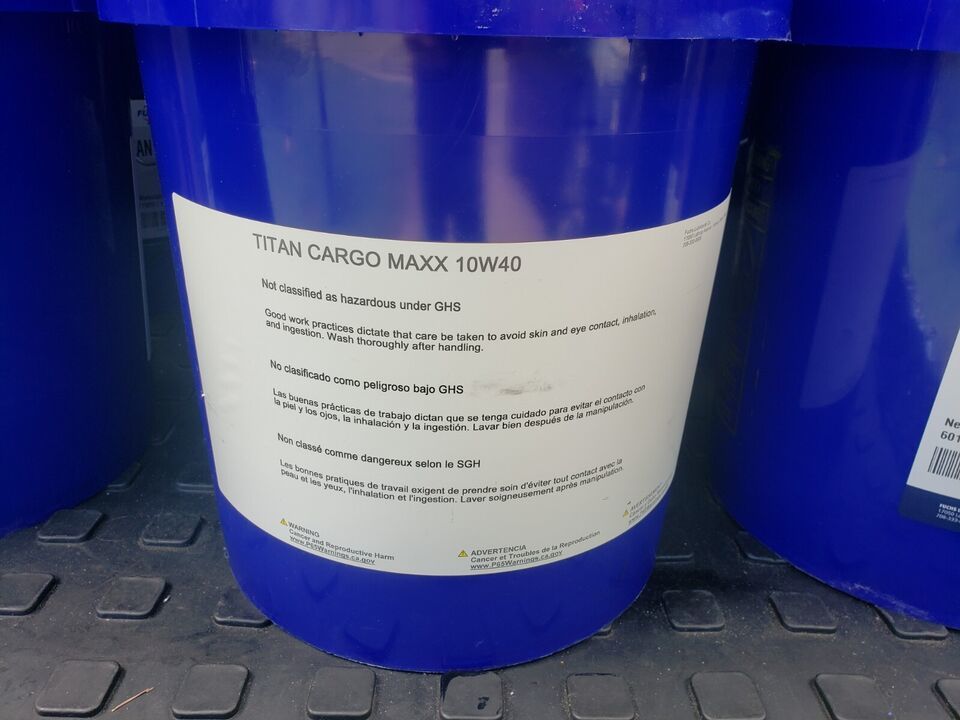 TITAN CARGO MAXX 10W40
Not classified as hazardous under GHS
Good work practices dictate that care be taken to avoid skin and eye contact, inhalation,
and ingestion. Wash thoroughly after handling.
No clasificado como peligroso bajo GHS
Las buenas prácticas de trabajo dictan que se tenga cuidado para evitar el contacto con
la piel y los ojos, la inhalación y la ingestión. Lavar bien después de la manipulación.
Non classé comme dangereux selon le SGH
Les bonnes pratiques de travail exigent de prendre soin d'éviter tout contact avec la
peau et les yeux, l'inhalation et l'ingestion. Laver soigneusement après manipulation.
WARNING
Cancer and Reproductive Harm
www.P65Warnings.ca.gov
ADVERTENCIA
Cancer et Troubles de la Reproduction
www.P65Warnings.ca.gov
AN
Ne
601
FUCHS